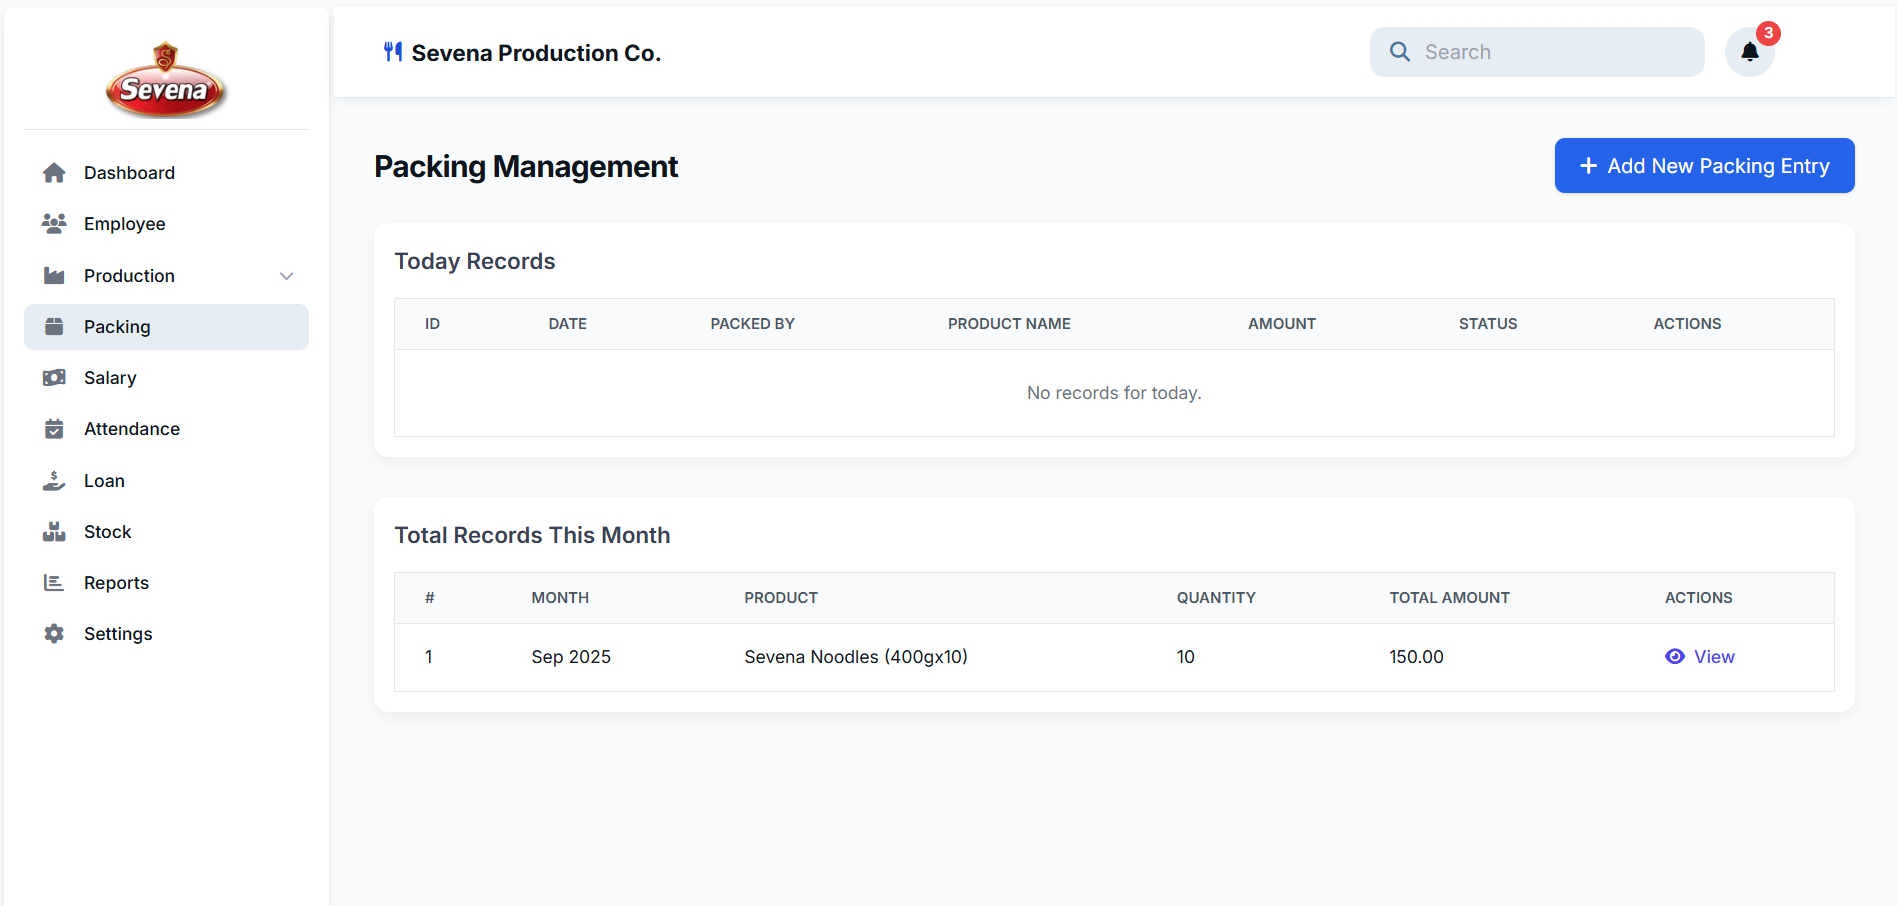 Sevena
Dashboard
Employee
Production
Packing
Salary
Attendance
Loan
Stock
Reports
Settings
Sevena Production Co.
Search
3
Packing Management
Add New Packing Entry
Today Records
ID DATE PACKED BY PRODUCT NAME AMOUNT STATUS ACTIONS
No records for today.
Total Records This Month
# MONTH PRODUCT QUANTITY TOTAL AMOUNT ACTIONS
1 Sep 2025 Sevena Noodles (400gx10) 10 150.00 View